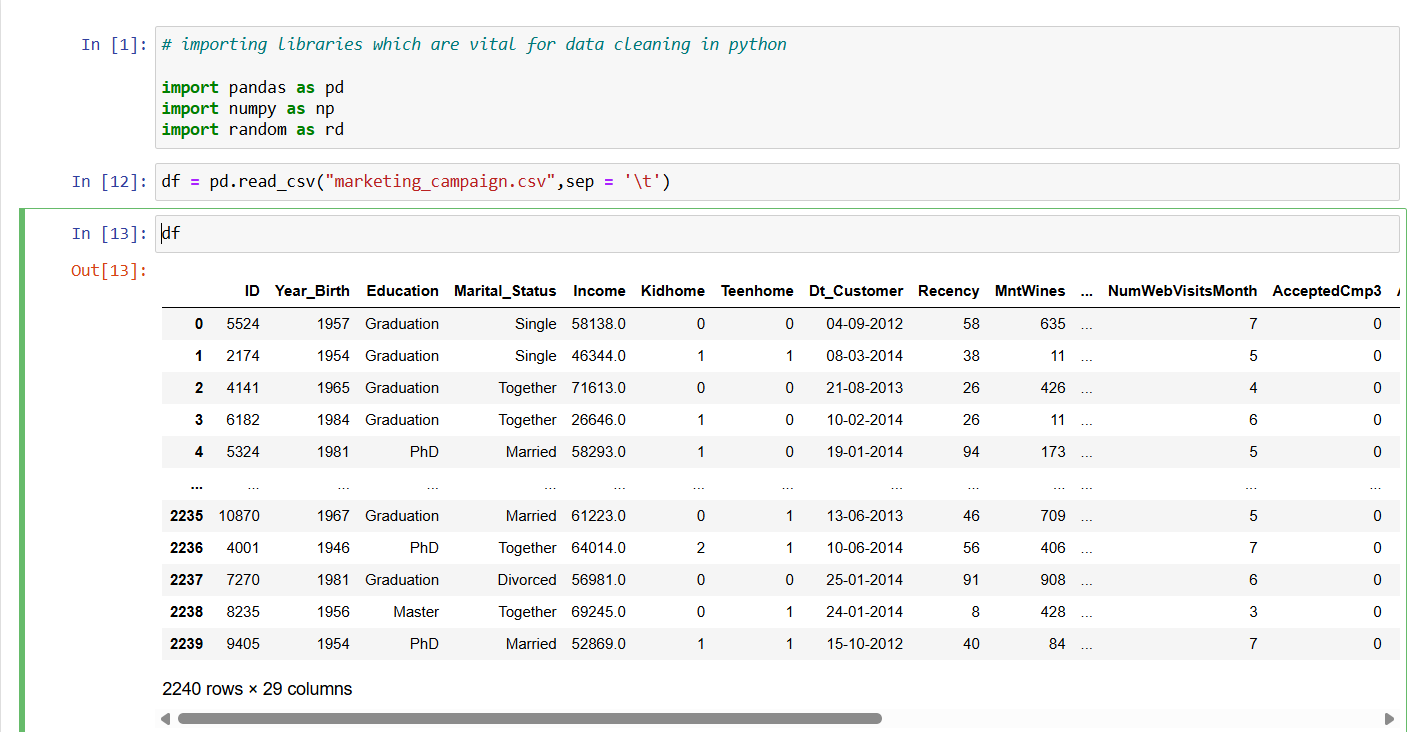 In [1]: # importing libraries which are vital for data cleaning in python
import pandas as pd
import numpy as np
import random as rd
In [12]: df = pd.read_csv("marketing_campaign.csv",sep = '\t')
In [13]: df
Out[13]:
ID Year_Birth Education Marital_Status Income Kidhome Teenhome Dt_Customer Recency MntWines ... NumWebVisitsMonth AcceptedCmp3
0 5524 1957 Graduation Single 58138.0 0 0 04-09-2012 58 635 ... 7 0
1 2174 1954 Graduation Single 46344.0 1 1 08-03-2014 38 11 ... 5 0
2 4141 1965 Graduation Together 71613.0 0 0 21-08-2013 26 426 ... 4 0
3 6182 1984 Graduation Together 26646.0 1 0 10-02-2014 26 11 ... 6 0
4 5324 1981 PhD Married 58293.0 1 0 19-01-2014 94 173 ... 5 0
... ... ... ... ... ... ... ... ... ... ... ... ... ...
2235 10870 1967 Graduation Married 61223.0 0 1 13-06-2013 46 709 ... 5 0
2236 4001 1946 PhD Together 64014.0 2 1 10-06-2014 56 406 ... 7 0
2237 7270 1981 Graduation Divorced 56981.0 0 0 25-01-2014 91 908 ... 6 0
2238 8235 1956 Master Together 69245.0 0 1 24-01-2014 8 428 ... 3 0
2239 9405 1954 PhD Married 52869.0 1 1 15-10-2012 40 84 ... 7 0
2240 rows × 29 columns